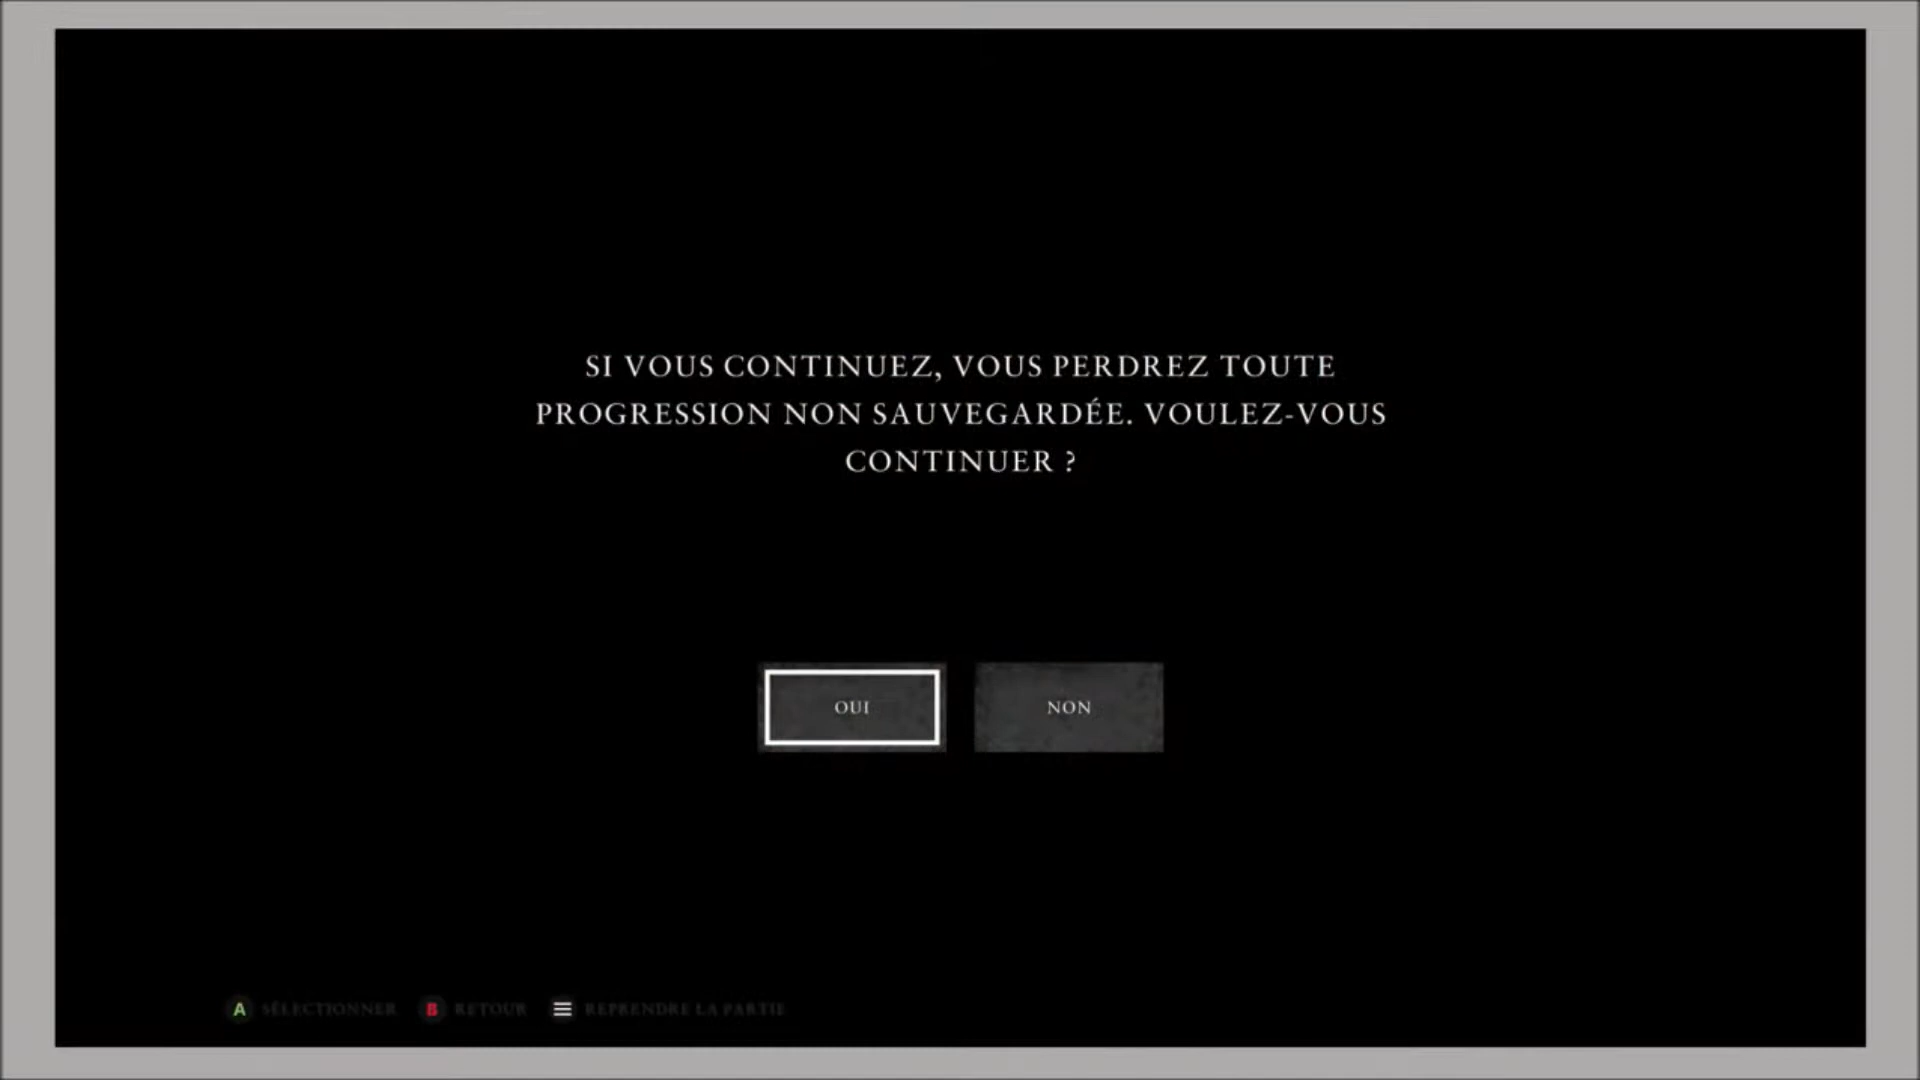 SI VOUS CONTINUEZ, VOUS PERDREZ TOUTE
PROGRESSION NON SAUVEGARDÉE. VOULEZ-VOUS
CONTINUER ?
OUI NON
A SÉLECTIONNER B RETOUR REPRENDRE LA PARTIE